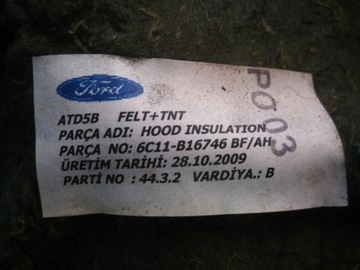 Ford
ATD5B FELT+TNT
PARÇA ADI: HOOD INSULATION
PARÇA NO: 6C11-B16746 BF/AH
ÜRETİM TARİHİ: 28.10.2009
PARTİ NO : 44.3.2 VARDİYA.: B
P003